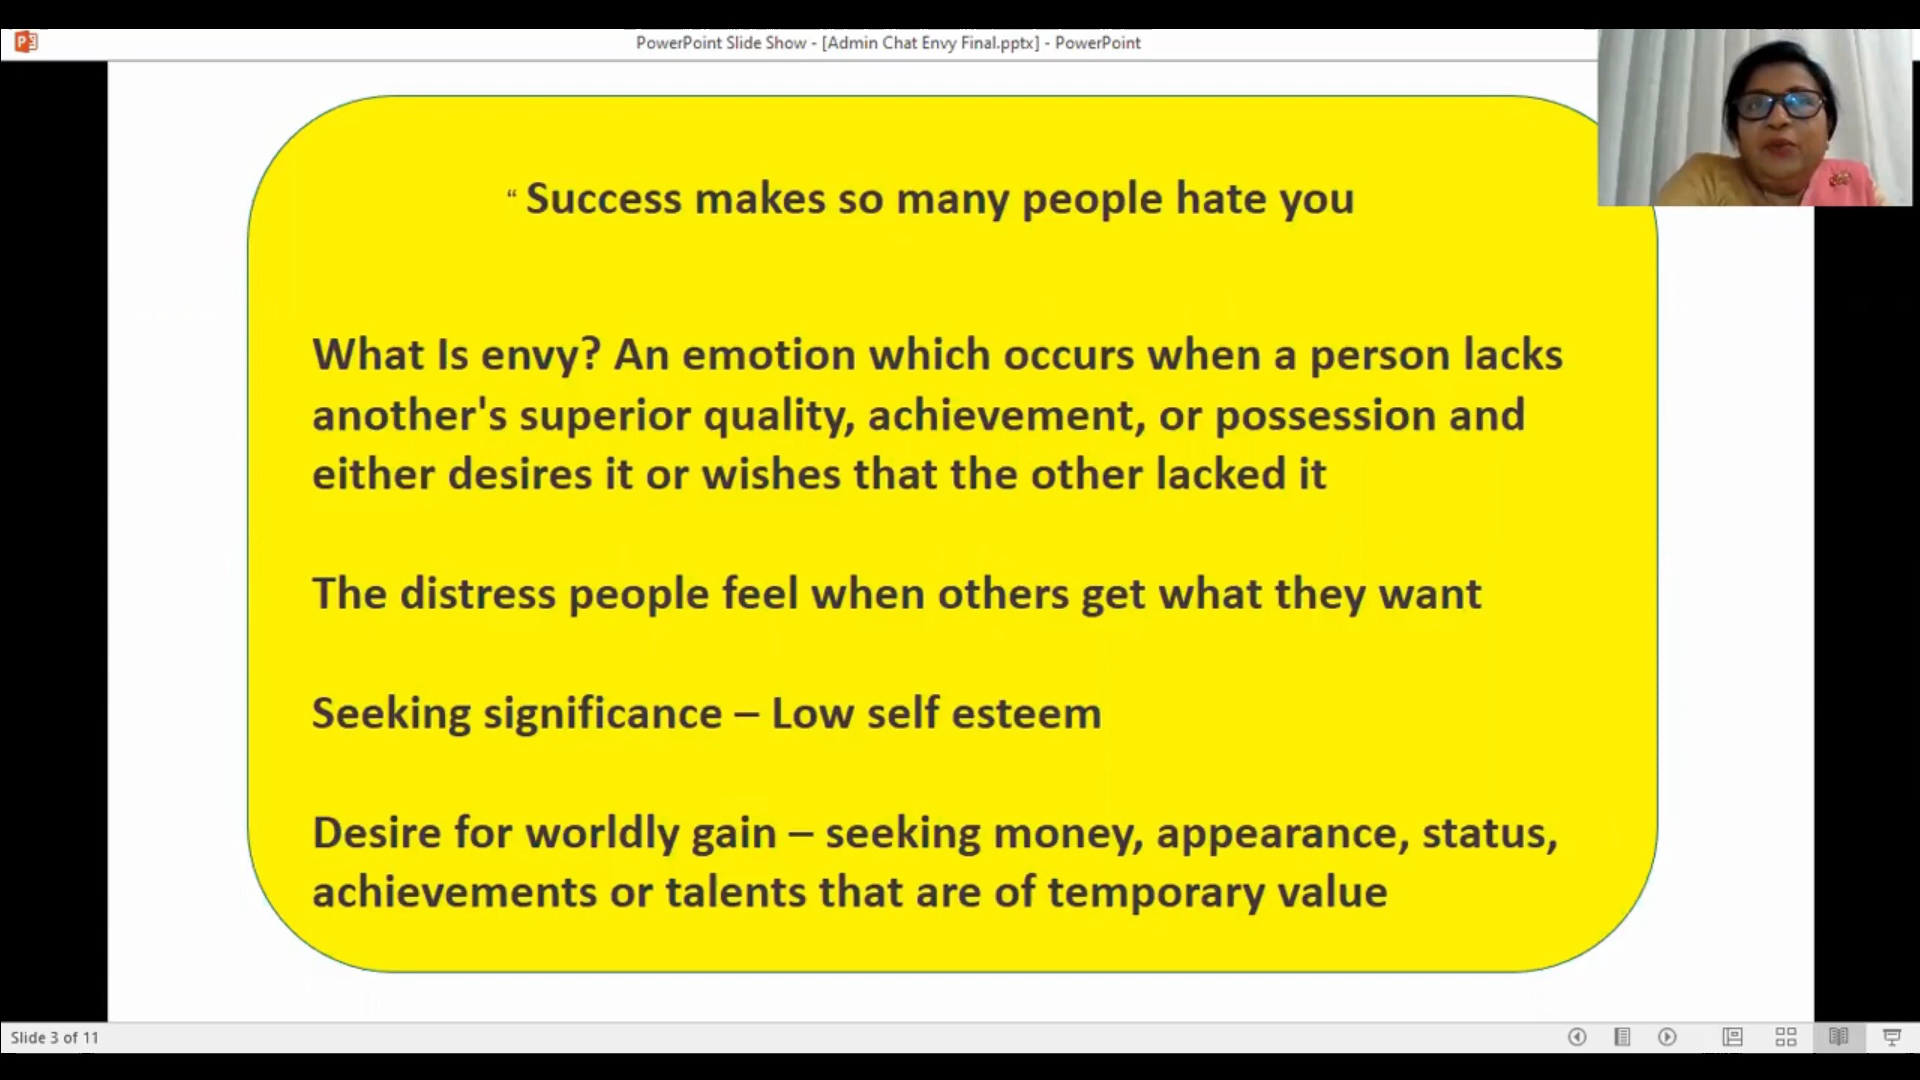 PowerPoint Slide Show - [Admin Chat Envy Final.pptx] - PowerPoint
“ Success makes so many people hate you
What Is envy? An emotion which occurs when a person lacks
another's superior quality, achievement, or possession and
either desires it or wishes that the other lacked it
The distress people feel when others get what they want
Seeking significance – Low self esteem
Desire for worldly gain – seeking money, appearance, status,
achievements or talents that are of temporary value
Slide 3 of 11